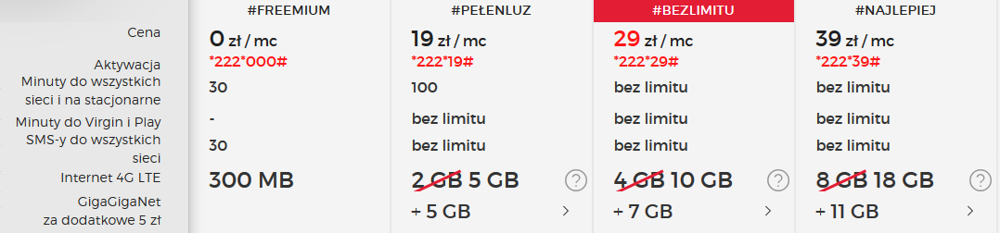 #FREEMIUM #PEŁENLUZ #BEZLIMITU #NAJLEPIEJ
Cena 0 zł / mc 19 zł / mc 29 zł / mc 39 zł / mc
Aktywacja *222*000# *222*19# *222*29# *222*39#
Minuty do wszystkich
sieci i na stacjonarne 30 100 bez limitu bez limitu
Minuty do Virgin i Play - bez limitu bez limitu bez limitu
SMS-y do wszystkich
sieci 30 bez limitu bez limitu bez limitu
Internet 4G LTE 300 MB 2 GB 5 GB ? 4 GB 10 GB ? 8 GB 18 GB ?
GigaGigaNet
za dodatkowe 5 zł + 5 GB > + 7 GB > + 11 GB >